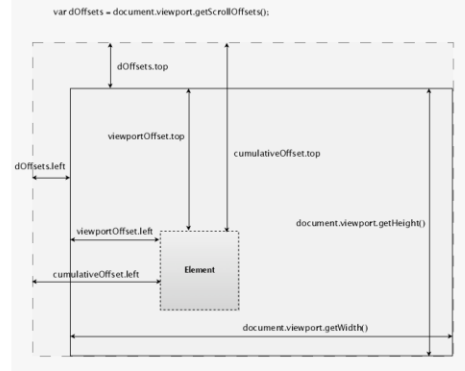 var dOffsets = document.viewport.getScrollOffsets();
dOffsets.top
viewportOffset.top
cumulativeOffset.top
dOffsets.left
document.viewport.getHeight()
viewportOffset.left
Element
cumulativeOffset.left
document.viewport.getWidth()